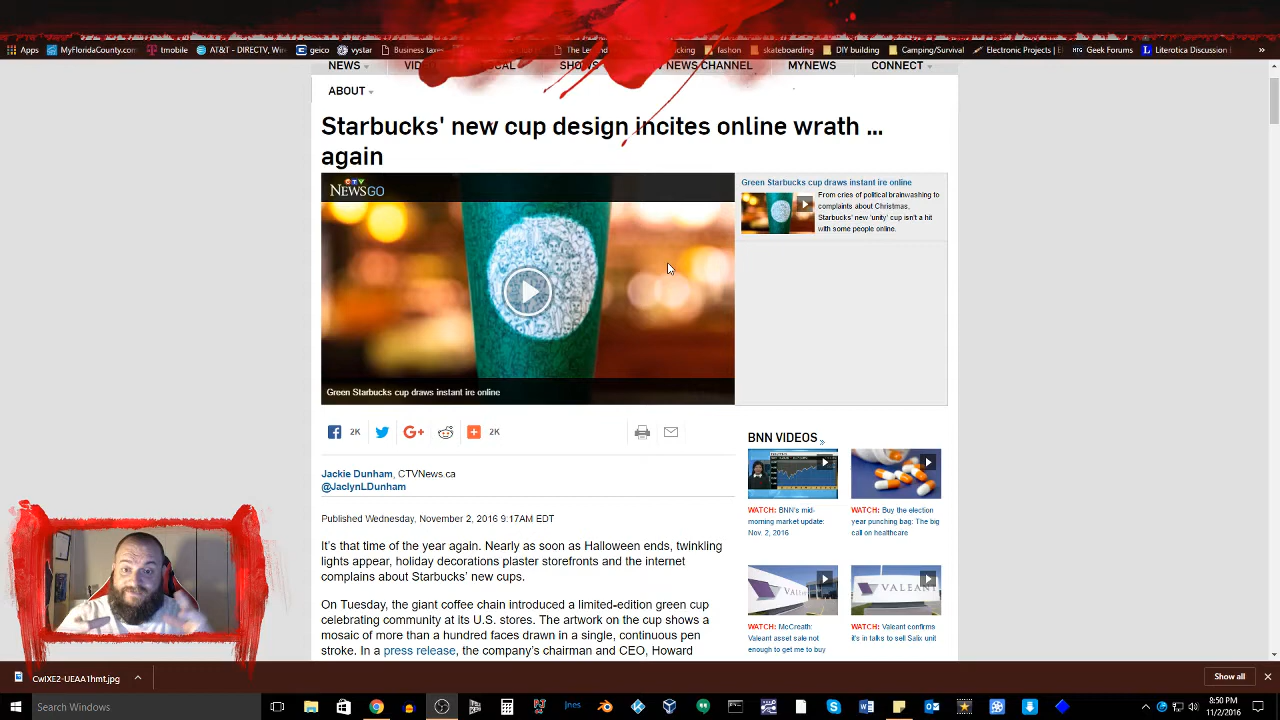 Apps MyFloridaCounty.com tmobile AT&T - DIRECTV, Win geico vystar Business taxes fashon skateboarding DIY building Camping/Survival Electronic Projects | E Geek Forums Literotica Discussion »
NEWS LOCAL SHOWS NEWS CHANNEL MYNEWS CONNECT
ABOUT
Starbucks' new cup design incites online wrath ...
again
CTV
NEWSGO
Green Starbucks cup draws instant ire online
Green Starbucks cup draws instant ire online
From cries of political brainwashing to
complaints about Christmas,
Starbucks' new 'unity' cup isn't a hit
with some people online.
2K G+ 2K
Jackie Dunham, CTVNews.ca
@JaclynLDunham
Published Wednesday, November 2, 2016 9:17AM EDT
It's that time of the year again. Nearly as soon as Halloween ends, twinkling
lights appear, holiday decorations plaster storefronts and the internet
complains about Starbucks' new cups.
On Tuesday, the giant coffee chain introduced a limited-edition green cup
celebrating community at its U.S. stores. The artwork on the cup shows a
mosaic of more than a hundred faces drawn in a single, continuous pen
stroke. In a press release, the company's chairman and CEO, Howard
BNN VIDEOS »
WATCH: BNN's mid-
morning market update:
Nov. 2, 2016
WATCH: Buy the election
year punching bag: The big
call on healthcare
VALEANT
WATCH: McCreath:
Valeant asset sale not
enough to get me to buy
WATCH: Valeant confirms
it's in talks to sell Salix unit
CwIXE2-UEAA1hmt.jpg
Show all
Search Windows
8:50 PM
11/2/2016